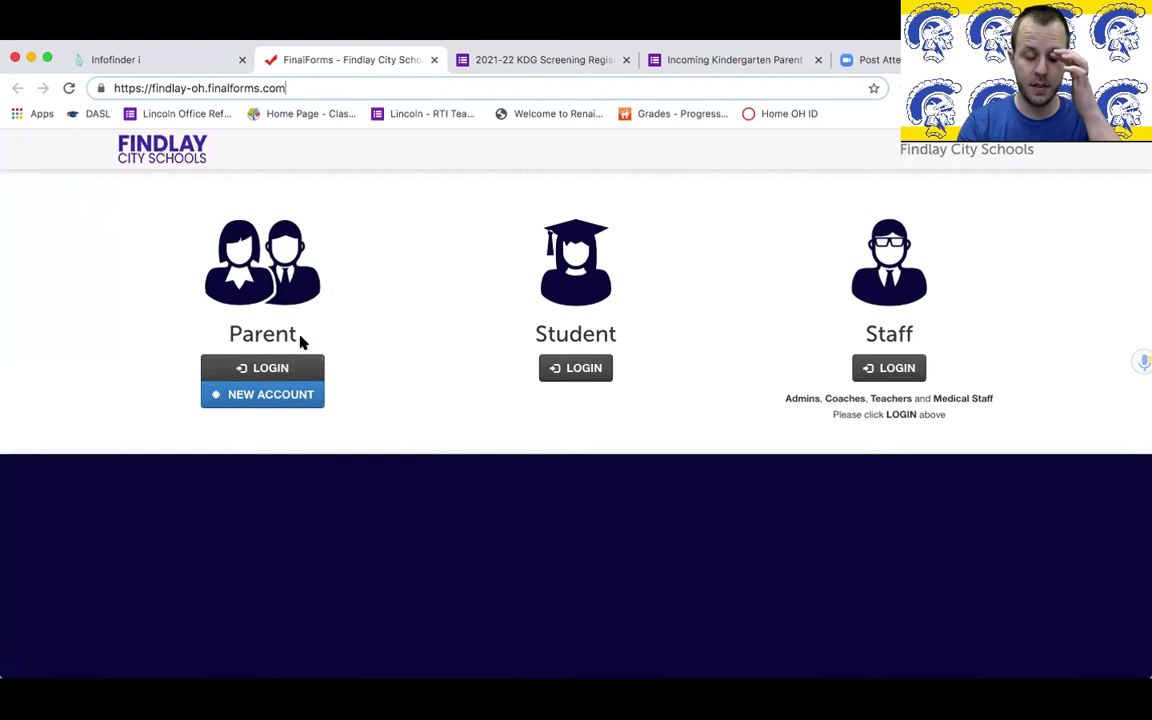 Infofinder i
FinalForms - Findlay City Scho
2021-22 KDG Screening Regis
Incoming Kindergarten Parent
Post Atte
https://findlay-oh.finalforms.com
Apps
DASL
Lincoln Office Ref...
Home Page - Clas...
Lincoln - RTI Tea...
Welcome to Renai...
Grades - Progress...
Home OH ID
FINDLAY
CITY SCHOOLS
Findlay City Schools
Parent
LOGIN
NEW ACCOUNT
Student
LOGIN
Staff
LOGIN
Admins, Coaches, Teachers and Medical Staff
Please click LOGIN above